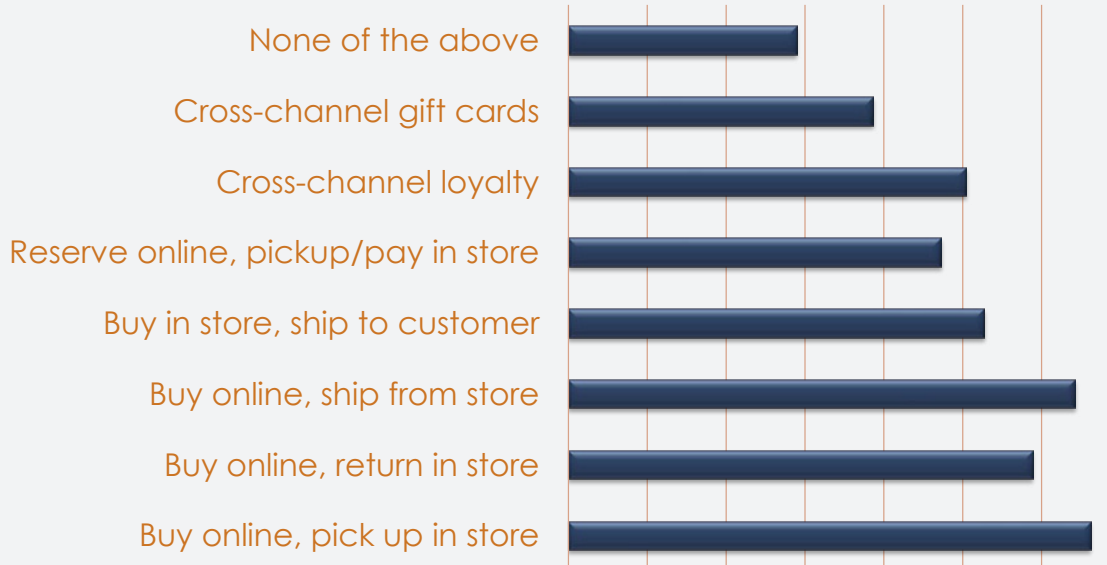 None of the above
Cross-channel gift cards
Cross-channel loyalty
Reserve online, pickup/pay in store
Buy in store, ship to customer
Buy online, ship from store
Buy online, return in store
Buy online, pick up in store